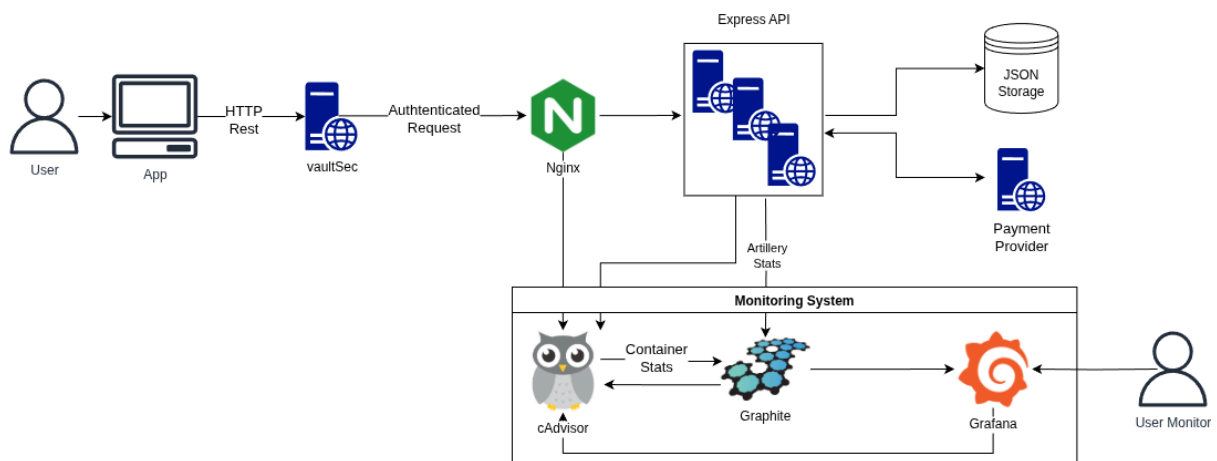 Express API
JSON
Storage
HTTP
Rest
Authtenticated
Request
User
App
vaultSec
Nginx
Payment
Provider
Artillery
Stats
Monitoring System
Container
Stats
cAdvisor
Graphite
Grafana
User Monitor